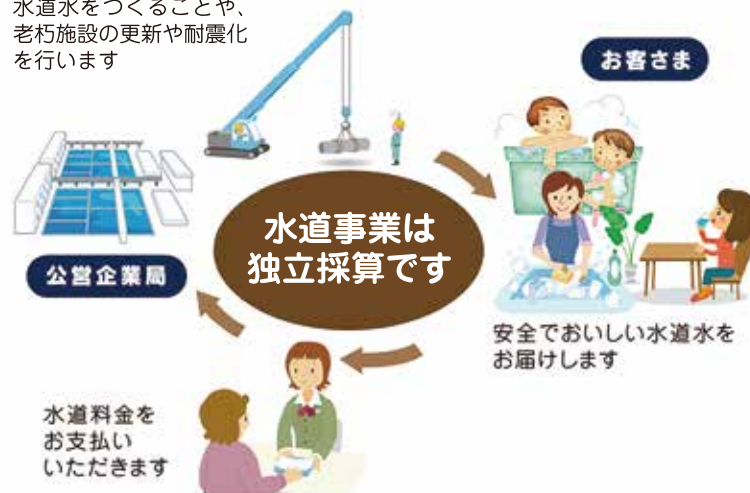 水道水をつくることや、
老朽施設の更新や耐震化
を行います
お客さま
水道事業は
独立採算です
公営企業局
安全でおいしい水道水を
お届けします
水道料金を
お支払い
いただきます